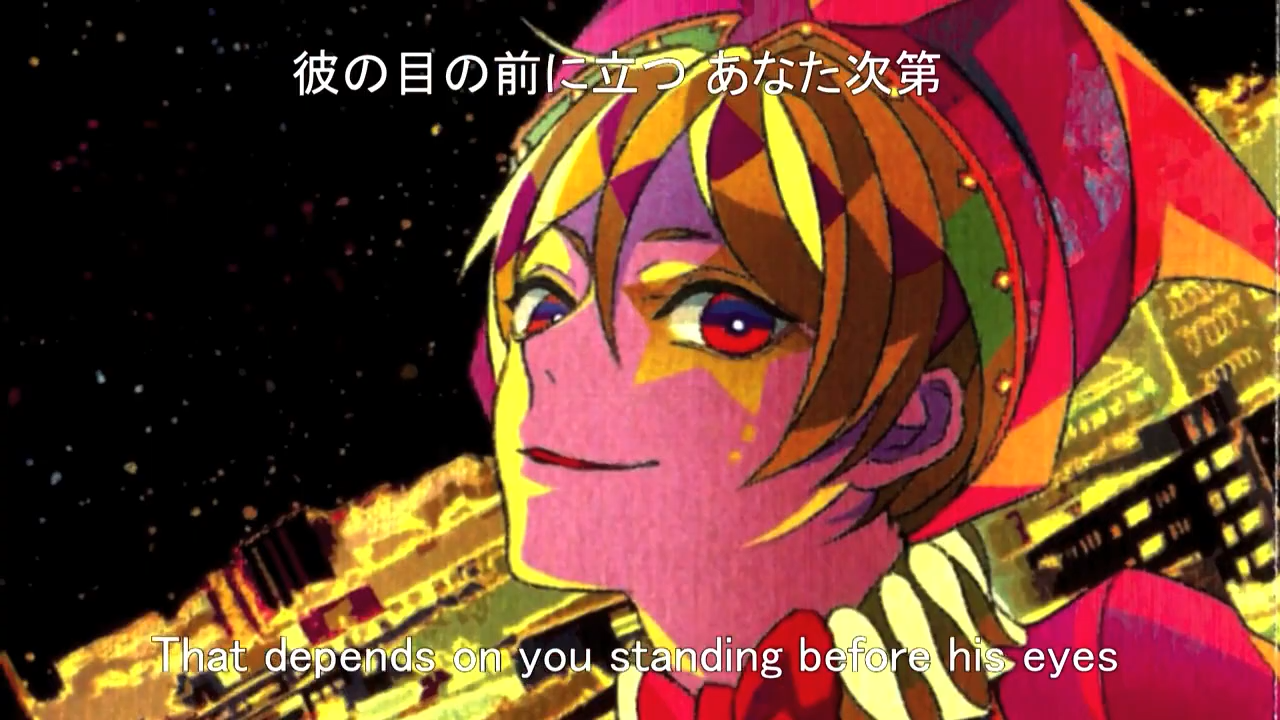 彼の目の前に立つ あなた次第
That depends on you standing before his eyes